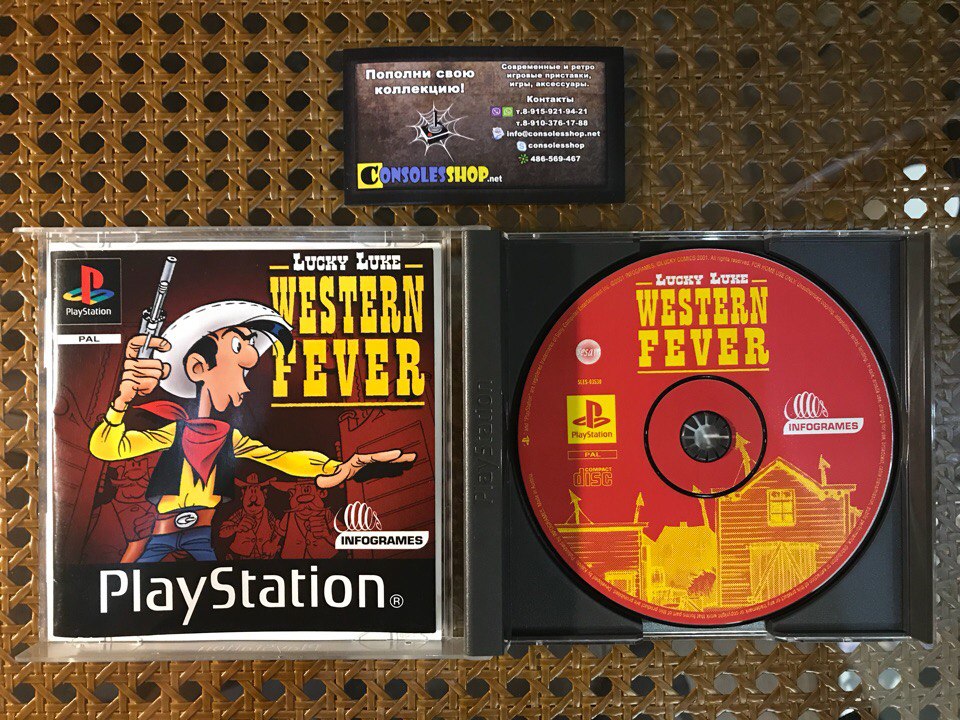 Пополни свою
коллекцию!
Современные и ретро
игровые приставки,
игры, аксессуары.
Контакты
т.8-915-921-94-21
т.8-910-376-17-88
info@consolesshop.net
consolesshop
486-569-467
CONSOLESSHOP.net
PlayStation
PAL
LUCKY LUKE
WESTERN
FEVER
INFOGRAMES
PlayStation®
PlayStation
LUCKY LUKE
WESTERN
FEVER
SLES-03530
PlayStation
PAL
COMPACT
disc
INFOGRAMES